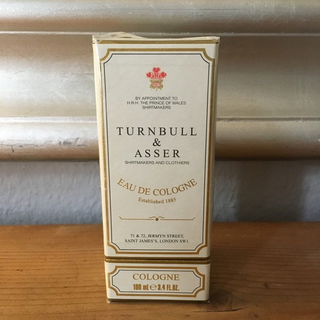 BY APPOINTMENT TO
H.R.H. THE PRINCE OF WALES
SHIRTMAKERS
TURNBULL
&
ASSER
SHIRTMAKERS AND CLOTHIERS
EAU DE COLOGNE
Established 1885
71 & 72, JERMYN STREET,
SAINT JAMES'S, LONDON SW1.
COLOGNE
100 ml e 3.4 FL.OZ.